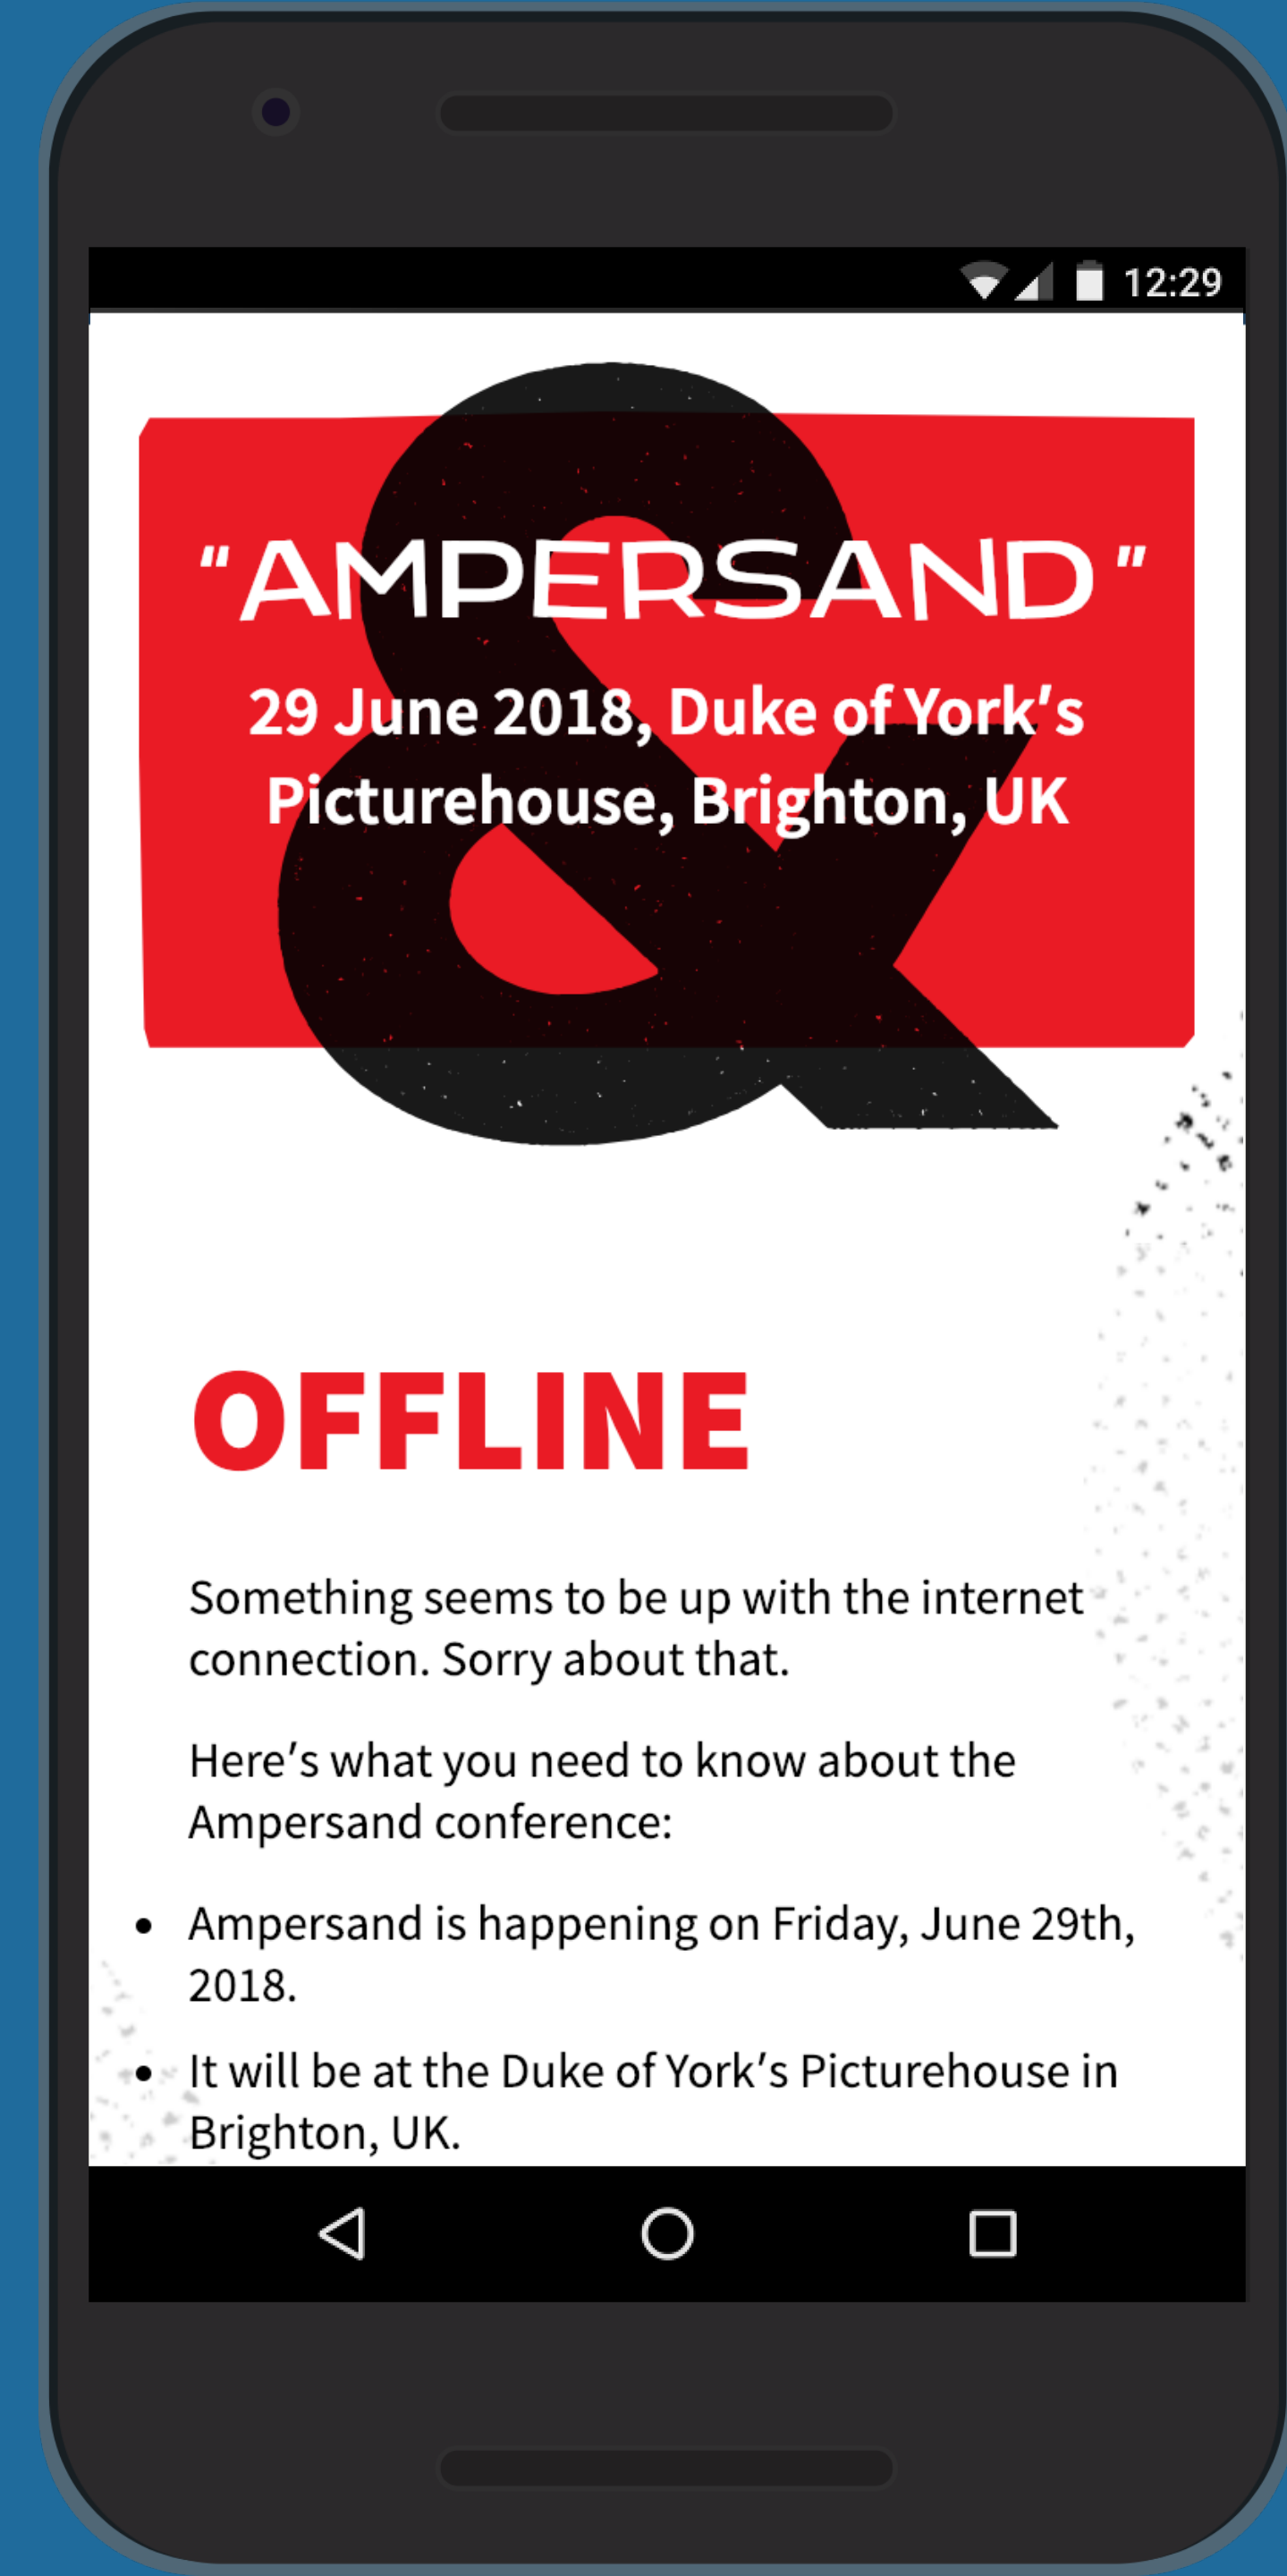 12:29
"AMPERSAND"
29 June 2018, Duke of York's
Picturehouse, Brighton, UK
OFFLINE
Something seems to be up with the internet
connection. Sorry about that.
Here's what you need to know about the
Ampersand conference:
• Ampersand is happening on Friday, June 29th,
2018.
• It will be at the Duke of York's Picturehouse in
Brighton, UK.